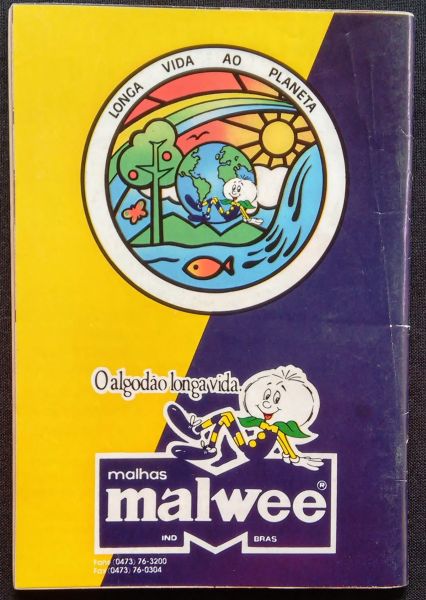 LONGA VIDA AO PLANETA
O algodão longa vida.
malhas
malwee®
IND BRAS
Fone (0473) 76-3200
Fax (0473) 76-0304